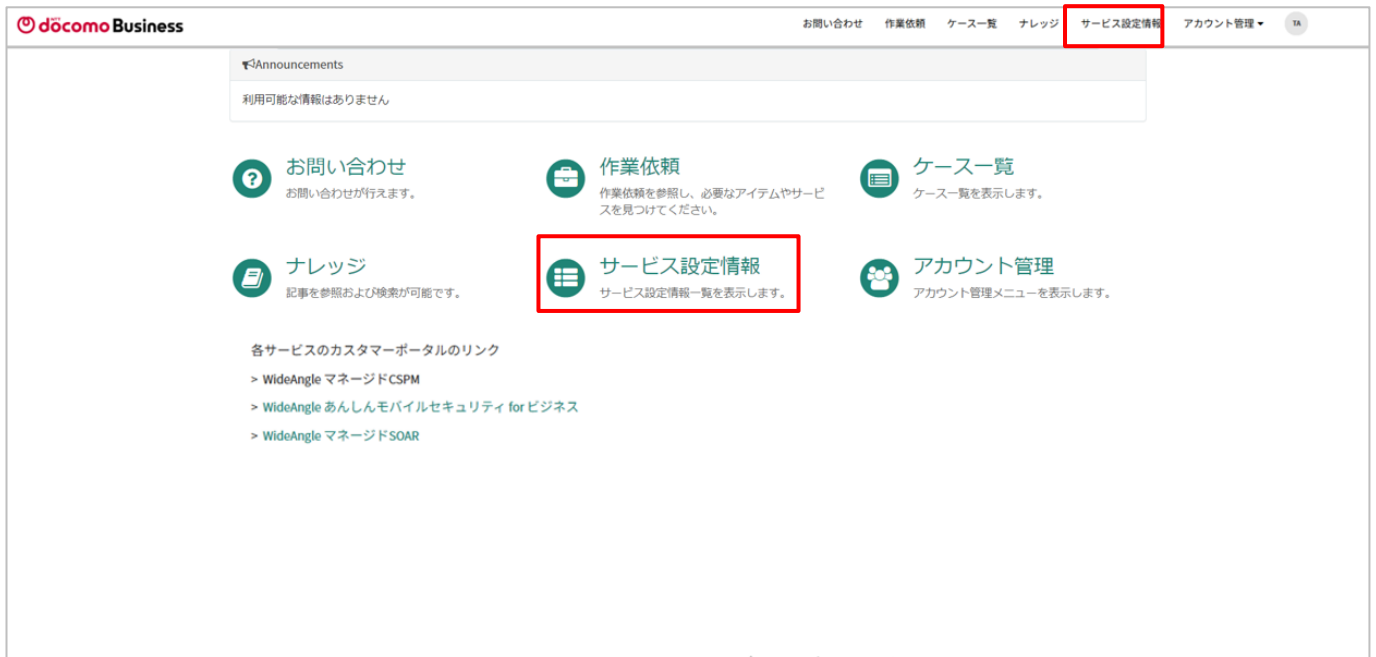 döcomo Business
お問い合わせ 作業依頼 ケース一覧 ナレッジ サービス設定情報 アカウント管理 TA
Announcements
利用可能な情報はありません
お問い合わせ
お問い合わせが行えます。
作業依頼
作業依頼を参照し、必要なアイテムやサービ
スを見つけてください。
ケース一覧
ケース一覧を表示します。
ナレッジ
記事を参照および検索が可能です。
サービス設定情報
サービス設定情報一覧を表示します。
アカウント管理
アカウント管理メニューを表示します。
各サービスのカスタマーポータルのリンク
> WideAngle マネージドCSPM
> WideAngle あんしんモバイルセキュリティ for ビジネス
> WideAngle マネージドSOAR